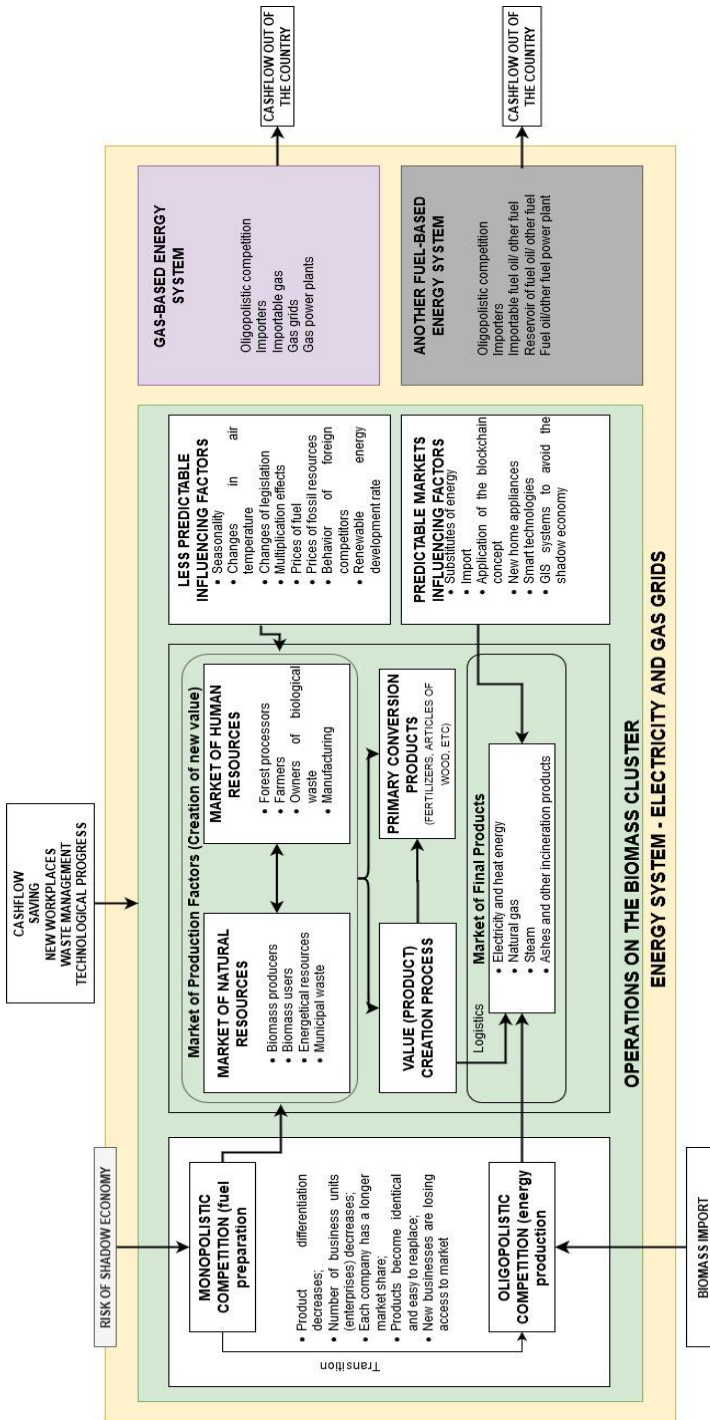 RISK OF SHADOW ECONOMY
CASHFLOW
SAVING
NEW WORKPLACES
WASTE MANAGEMENT
TECHNOLOGICAL PROGRESS
MONOPOLISTIC
COMPETITION (fuel
preparation
Transition
• Product differentiation
decreases;
• Number of business units
(enterprises) decrreases;
• Each company has a longer
market share;
• Products become identical
and easy to reaplace;
• New businesses are losing
access to market
OLIGOPOLISTIC
COMPETITION (energy
production
BIOMASS IMPORT
Market of Production Factors (Creation of new value)
MARKET OF NATURAL
RESOURCES
• Biomass producers
• Biomass users
• Energetical resources
• Municipal waste
MARKET OF HUMAN
RESOURCES
• Forest processors
• Farmers
• Owners of biological
waste
• Manufacturing
VALUE (PRODUCT)
CREATION PROCESS
PRIMARY CONVERSION
PRODUCTS
(FERTILIZERS, ARTICLES OF
WOOD, ETC)
Logistics
Market of Final Products
• Electricity and heat energy
• Natural gas
• Steam
• Ashes and other incineration products
LESS PREDICTABLE
INFLUENCING FACTORS
• Seasonality
• Changes in air
temperature
• Changes of legislation
• Multiplication effects
• Prices of fuel
• Prices of fossil resources
• Behavior of foreign
competitors
• Renewable energy
development rate
PREDICTABLE MARKETS
INFLUENCING FACTORS
• Substitutes of energy
• Import
• Application of the blockchain
concept
• New home appliances
• Smart technologies
• GIS systems to avoid the
shadow economy
OPERATIONS ON THE BIOMASS CLUSTER
ENERGY SYSTEM - ELECTRICITY AND GAS GRIDS
GAS-BASED ENERGY
SYSTEM
Oligopolistic competition
Importers
Importable gas
Gas grids
Gas power plants
CASHFLOW OUT OF
THE COUNTRY
ANOTHER FUEL-BASED
ENERGY SYSTEM
Oligopolistic competition
Importers
Importable fuel oil/ other fuel
Reservoir of fuel oil/ other fuel
Fuel oil/other fuel power plant
CASHFLOW OUT OF
THE COUNTRY